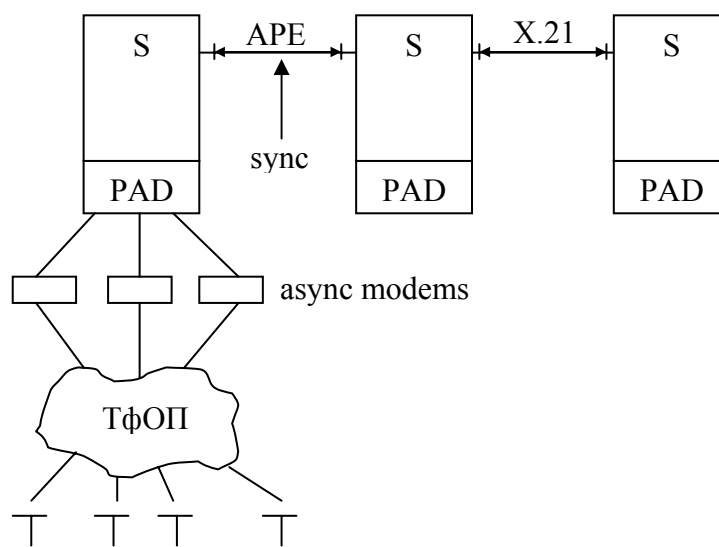 S
APE
S
X.21
S
sync
PAD
PAD
PAD
async modems
ТфОП